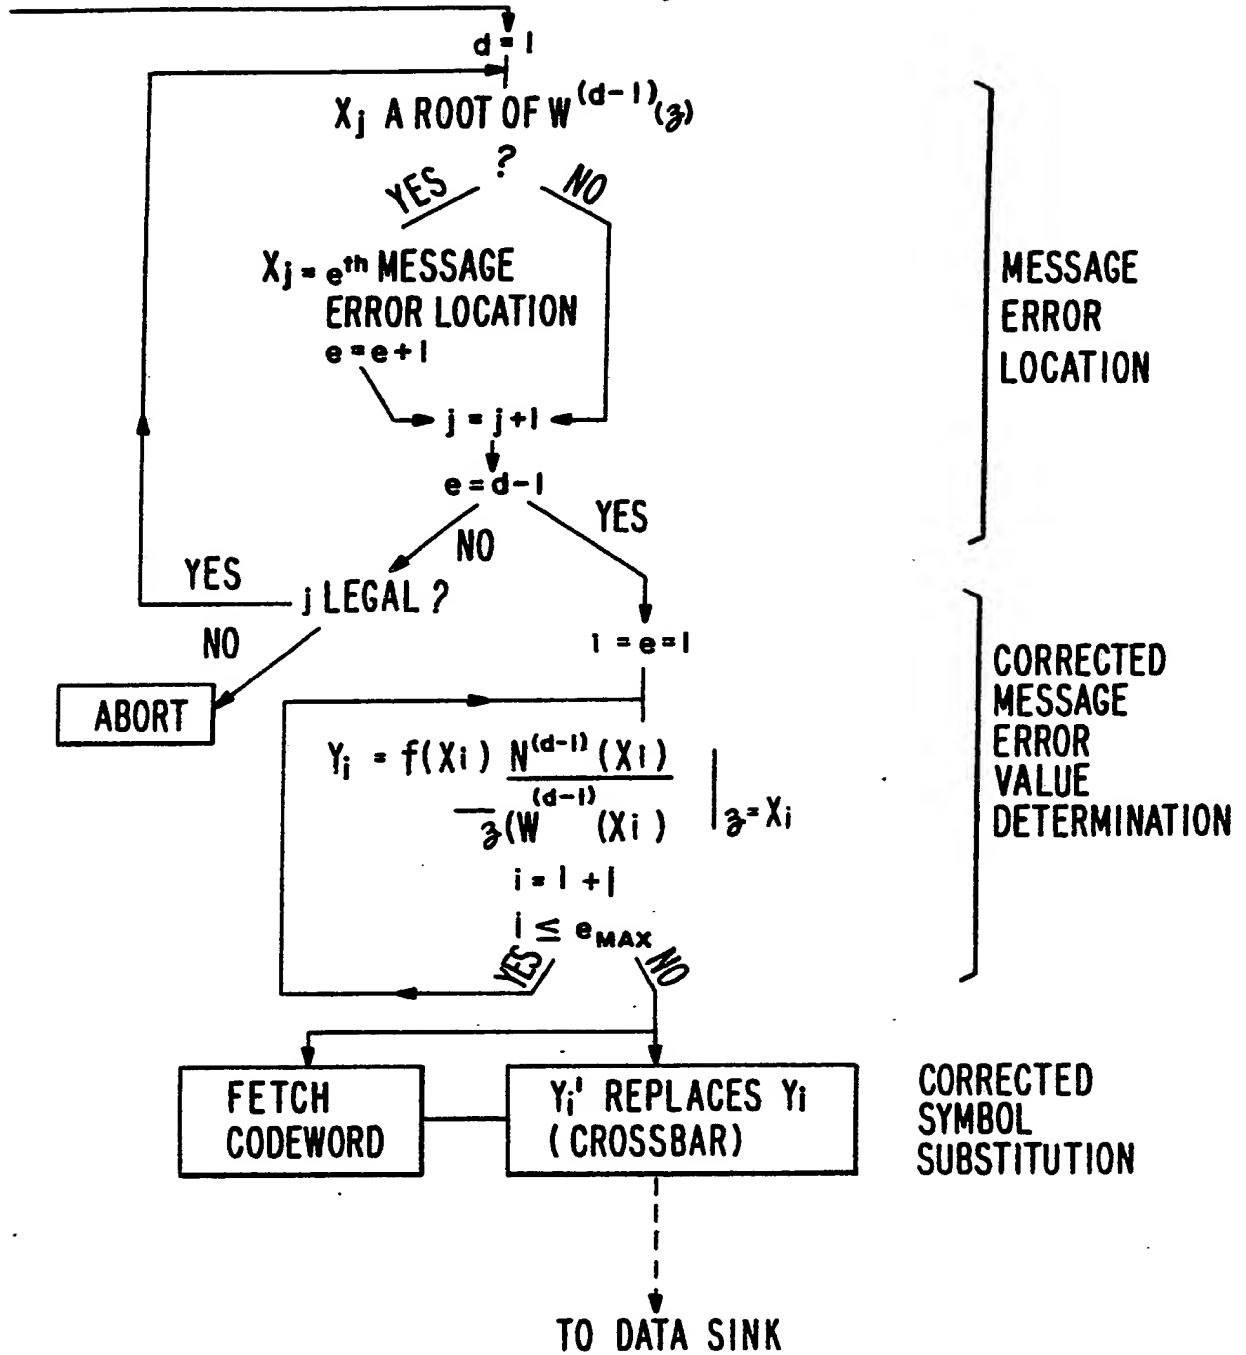 d = 1
Xj A ROOT OF W(d-1)(z)
?
YES
NO
Xj = eth MESSAGE
ERROR LOCATION
e = e + 1
j = j+1
e = d-1
YES
NO
YES
j LEGAL ?
NO
ABORT
i = e = 1
MESSAGE
ERROR
LOCATION
Yi = f(Xi) N(d-1)(Xi)
z(W(d-1)(Xi) | z = Xi
i = 1 + 1
i ≤ eMAX
YES
NO
CORRECTED
MESSAGE
ERROR
VALUE
DETERMINATION
FETCH
CODEWORD
Yi' REPLACES Yi
(CROSSBAR)
CORRECTED
SYMBOL
SUBSTITUTION
TO DATA SINK